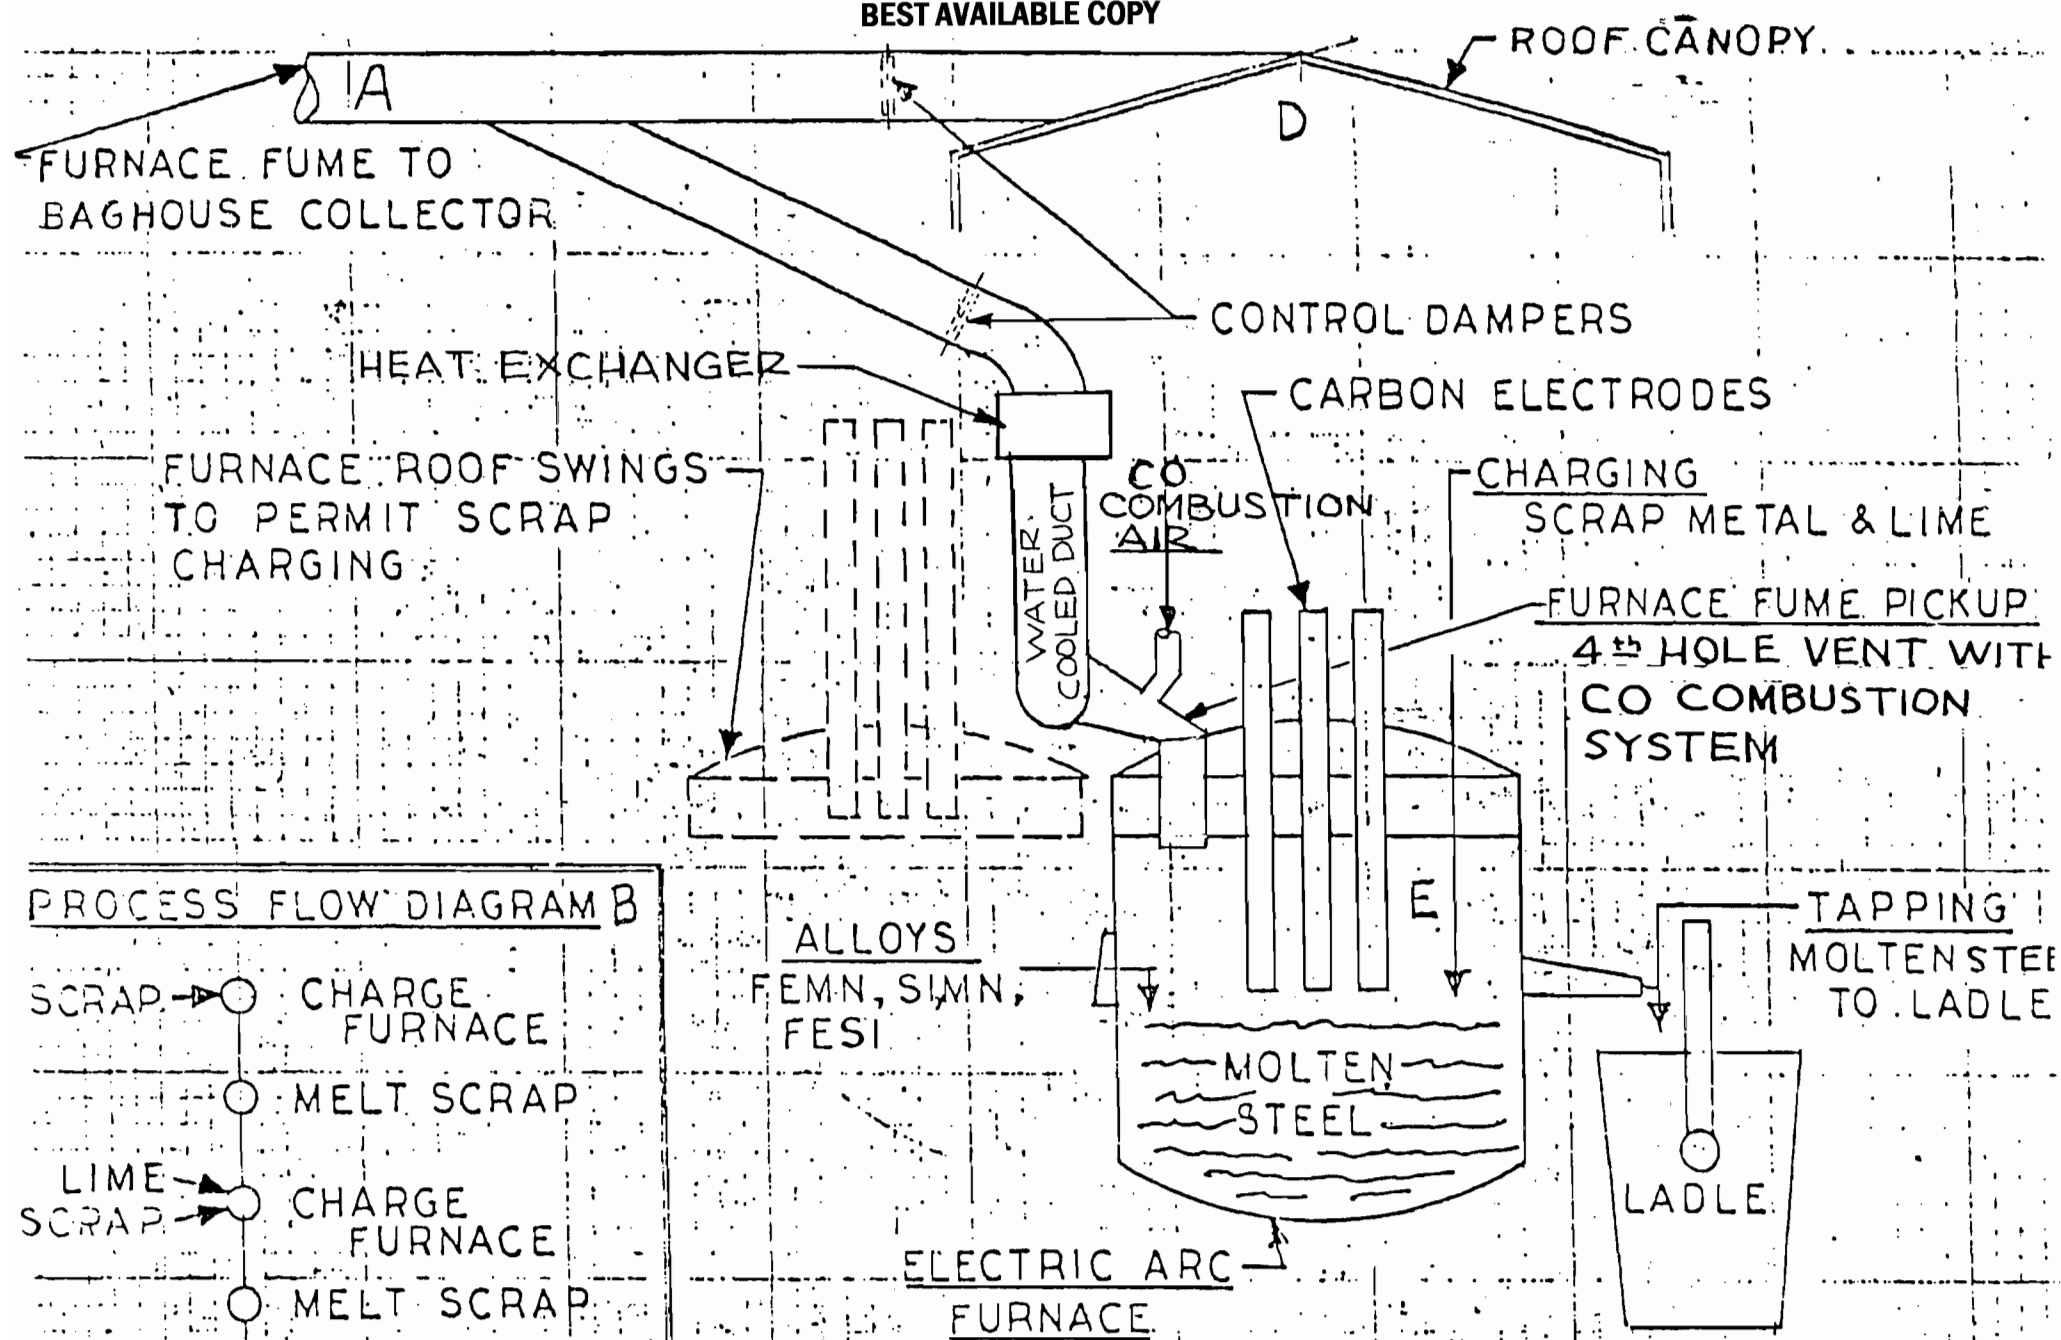 BEST AVAILABLE COPY
ROOF CANOPY
A
D
FURNACE FUME TO
BAGHOUSE COLLECTOR
CONTROL DAMPERS
HEAT EXCHANGER
CARBON ELECTRODES
FURNACE ROOF SWINGS
TO PERMIT SCRAP
CHARGING
WATER
COOLED DUCT
CO
COMBUSTION
AIR
CHARGING
SCRAP METAL & LIME
FURNACE FUME PICKUP
4th HOLE VENT WITH
CO COMBUSTION
SYSTEM
PROCESS FLOW DIAGRAM B
SCRAP
CHARGE
FURNACE
MELT SCRAP
LIME
SCRAP
CHARGE
FURNACE
MELT SCRAP
ALLOYS
FEMN, SIMN,
FESI
E
TAPPING
MOLTEN STEE
TO LADLE
MOLTEN
STEEL
LADLE
ELECTRIC ARC
FURNACE